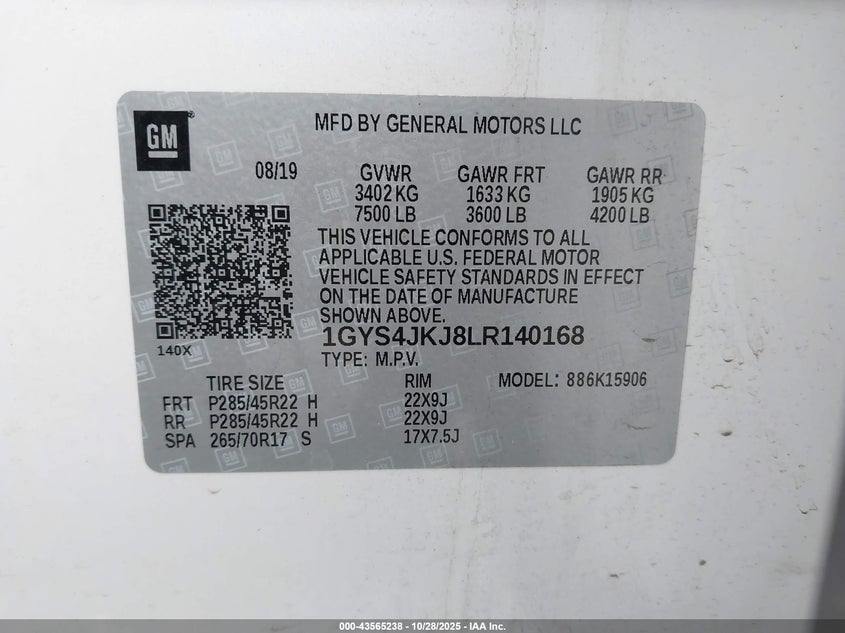 GM
MFD BY GENERAL MOTORS LLC
08/19 GVWR GAWR FRT GAWR RR
3402 KG 1633 KG 1905 KG
7500 LB 3600 LB 4200 LB
THIS VEHICLE CONFORMS TO ALL
APPLICABLE U.S. FEDERAL MOTOR
VEHICLE SAFETY STANDARDS IN EFFECT
ON THE DATE OF MANUFACTURE
SHOWN ABOVE.
1GYS4JKJ8LR140168
140X
TYPE: M.P.V.
TIRE SIZE RIM MODEL: 886K15906
FRT P285/45R22 H 22X9J
RR P285/45R22 H 22X9J
SPA 265/70R17 S 17X7.5J
000-43565238 - 10/28/2025 - IAA Inc.